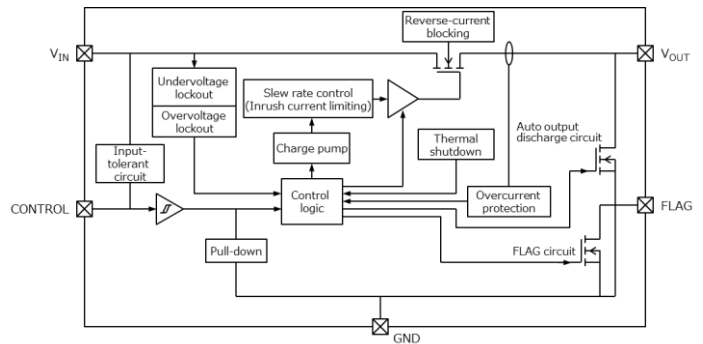 Reverse-current
blocking
VIN
VOUT
Undervoltage
lockout
Overvoltage
lockout
Slew rate control
(Inrush current limiting)
Auto output
discharge circuit
Input-
tolerant
circuit
Charge pump
Thermal
shutdown
CONTROL
Control
logic
Overcurrent
protection
FLAG
Pull-down
FLAG circuit
GND